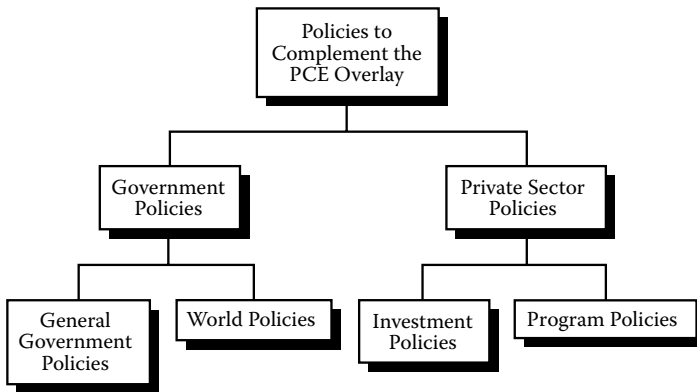 Policies to
Complement the
PCE Overlay
Government
Policies
Private Sector
Policies
General
Government
Policies
World Policies
Investment
Policies
Program Policies